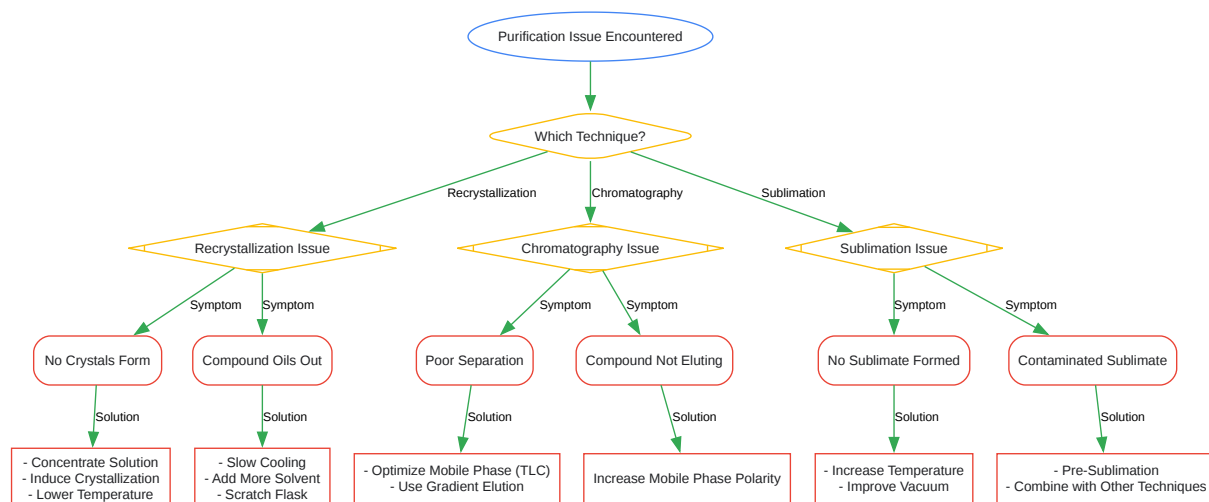 Purification Issue Encountered
Which Technique?
Recrystallization
Chromatography
Sublimation
Recrystallization Issue
Chromatography Issue
Sublimation Issue
Symptom
Symptom
Symptom
Symptom
Symptom
Symptom
No Crystals Form
Compound Oils Out
Poor Separation
Compound Not Eluting
No Sublimate Formed
Contaminated Sublimate
Solution
Solution
Solution
Solution
Solution
Solution
- Concentrate Solution
- Induce Crystallization
- Lower Temperature
- Slow Cooling
- Add More Solvent
- Scratch Flask
- Optimize Mobile Phase (TLC)
- Use Gradient Elution
Increase Mobile Phase Polarity
- Increase Temperature
- Improve Vacuum
- Pre-Sublimation
- Combine with Other Techniques